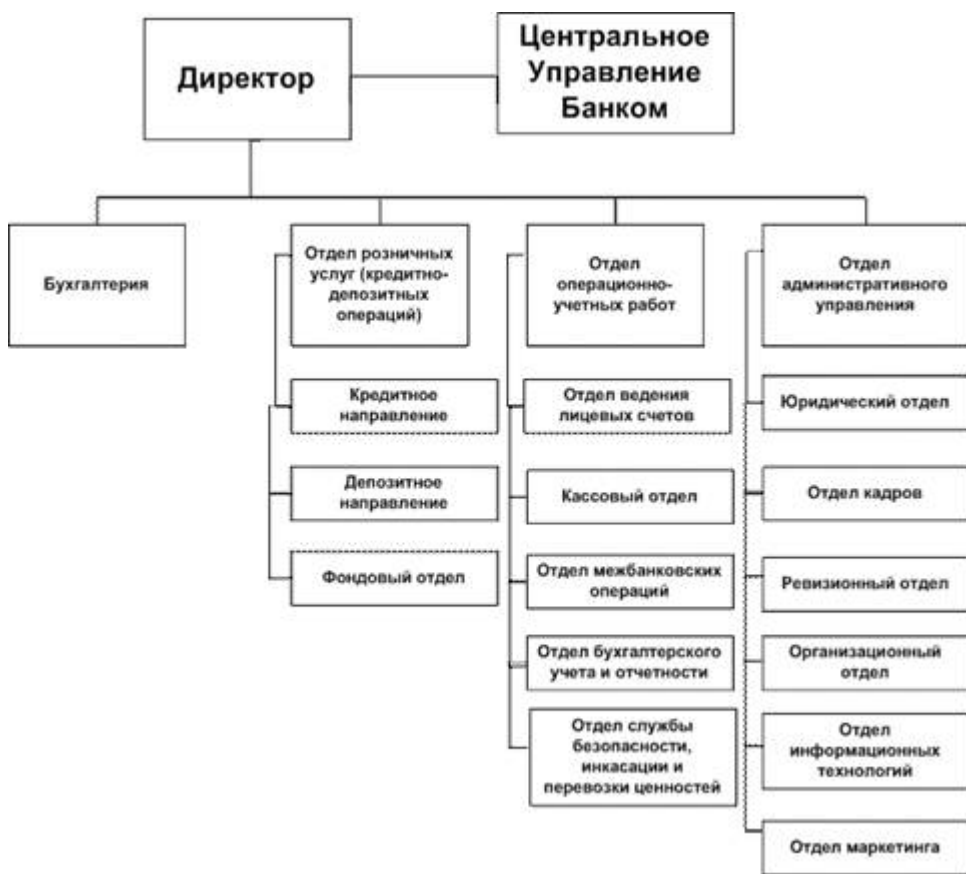 Директор
Центральное
Управление
Банком
Бухгалтерия
Отдел розничных
услуг (кредитно-
депозитных
операций)
Отдел
операционно-
учетных работ
Отдел
административного
управления
Кредитное
направление
Отдел ведения
лицевых счетов
Юридический отдел
Депозитное
направление
Кассовый отдел
Отдел кадров
Фондовый отдел
Отдел межбанковских
операций
Ревизионный отдел
Отдел бухгалтерского
учета и отчетности
Организационный
отдел
Отдел службы
безопасности,
инкасации и
перевозки ценностей
Отдел
информационных
технологий
Отдел маркетинга